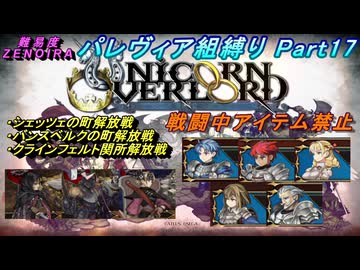 難易度
ZENOIRA
パレヴィア組縛り Part17
UNICORN
OVERLORD
戦闘中アイテム禁止
・シェッツェの町解放戦
・バンスベルクの町解放戦
・クラインフェルト関所解放戦